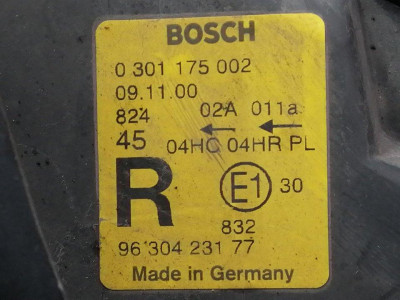 BOSCH
0 301 175 002
09.11.00
824 02A 011a
45 ← ←
04HC 04HR PL
R E1 30
832
96 304 231 77
Made in Germany